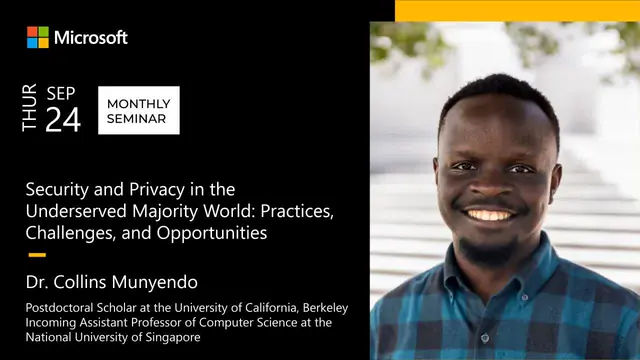 Microsoft
THUR
SEP
24
MONTHLY
SEMINAR
Security and Privacy in the
Underserved Majority World: Practices,
Challenges, and Opportunities
Dr. Collins Munyendo
Postdoctoral Scholar at the University of California, Berkeley
Incoming Assistant Professor of Computer Science at the
National University of Singapore